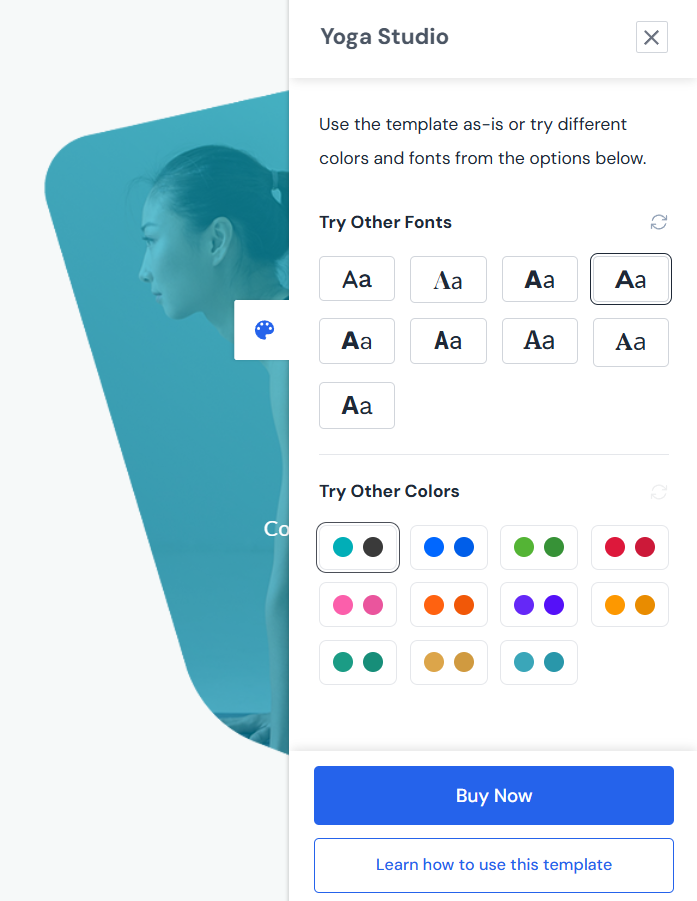 Yoga Studio
Use the template as-is or try different
colors and fonts from the options below.
Try Other Fonts
Aa Aa Aa Aa
Aa Aa Aa Aa
Aa
Try Other Colors
Co
Buy Now
Learn how to use this template